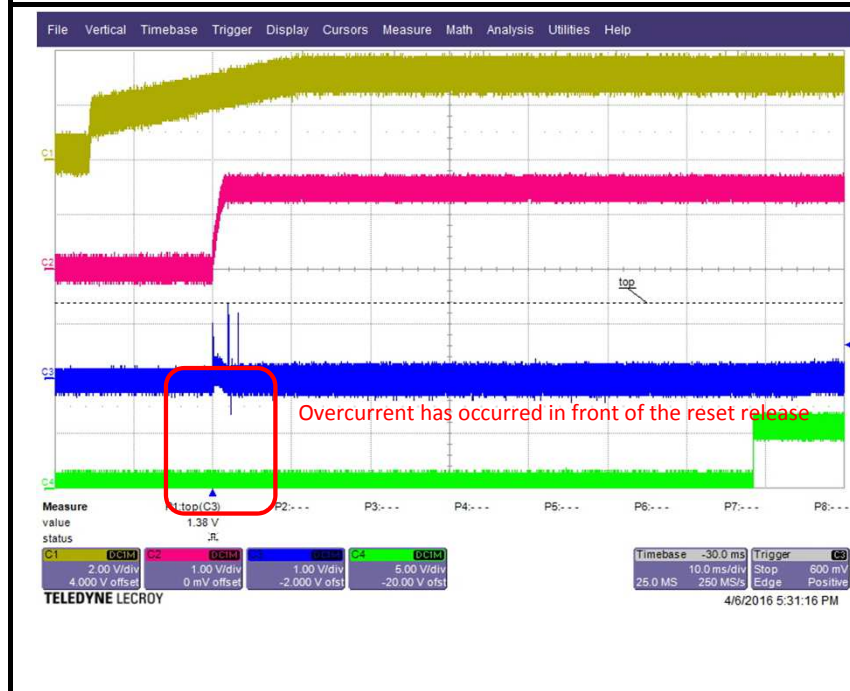 File Vertical Timebase Trigger Display Cursors Measure Math Analysis Utilities Help
C1
C2
top
C3
Overcurrent has occurred in front of the reset release
C4
Measure P1:top(C3) P2:- - - P3:- - - P4:- - - P5:- - - P6:- - - P7:- - - P8:- - -
value 1.38 V
status
C1 DC1M C2 DC1M C4 DC1M Timebase -30.0 ms Trigger C3
2.00 V/div 1.00 V/div 1.00 V/div 5.00 V/div 10.0 ms/div Stop 600 mV
4.000 V offset 0 mV offset -2.000 V ofst -20.00 V ofst 25.0 MS 250 MS/s Edge Positive
TELEDYNE LECROY 4/6/2016 5:31:16 PM